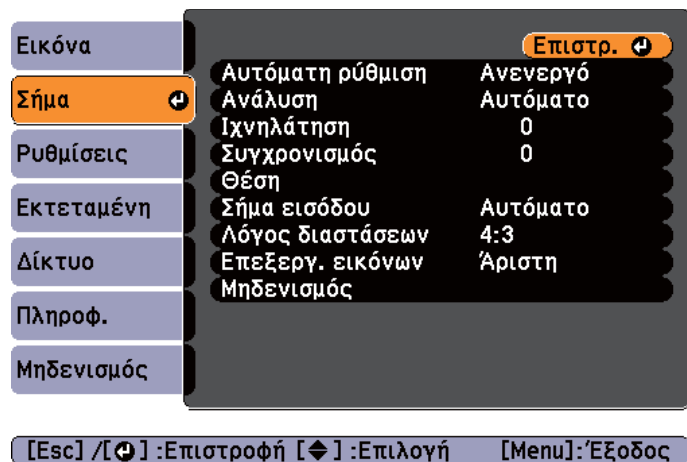 Εικόνα
Σήμα
Ρυθμίσεις
Εκτεταμένη
Δίκτυο
Πληροφ.
Μηδενισμός
Επιστρ.
Αυτόματη ρύθμιση Ανενεργό
Ανάλυση Αυτόματο
Ιχνηλάτηση 0
Συγχρονισμός 0
Θέση
Σήμα εισόδου Αυτόματο
Λόγος διαστάσεων 4:3
Επεξεργ. εικόνων Άριστη
Μηδενισμός
[Esc] /[⏎] :Επιστροφή [◆] :Επιλογή [Menu]:Έξοδος